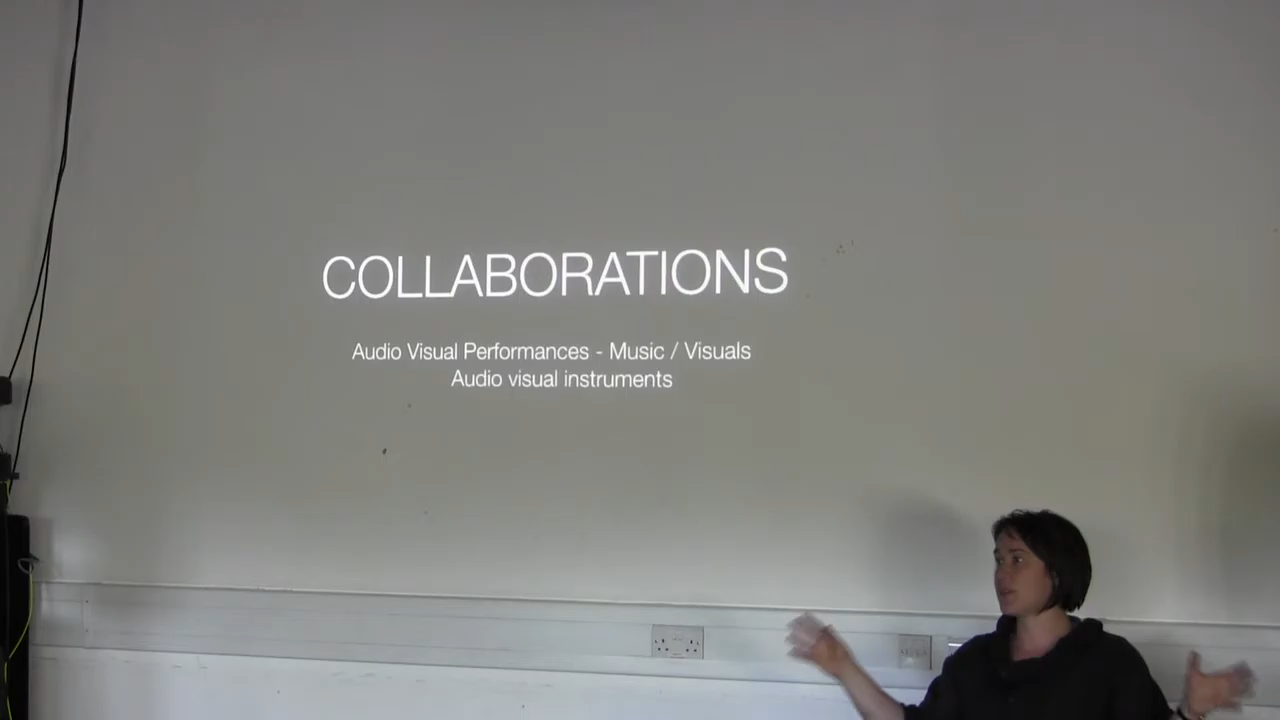 COLLABORATIONS
Audio Visual Performances - Music / Visuals
Audio visual instruments